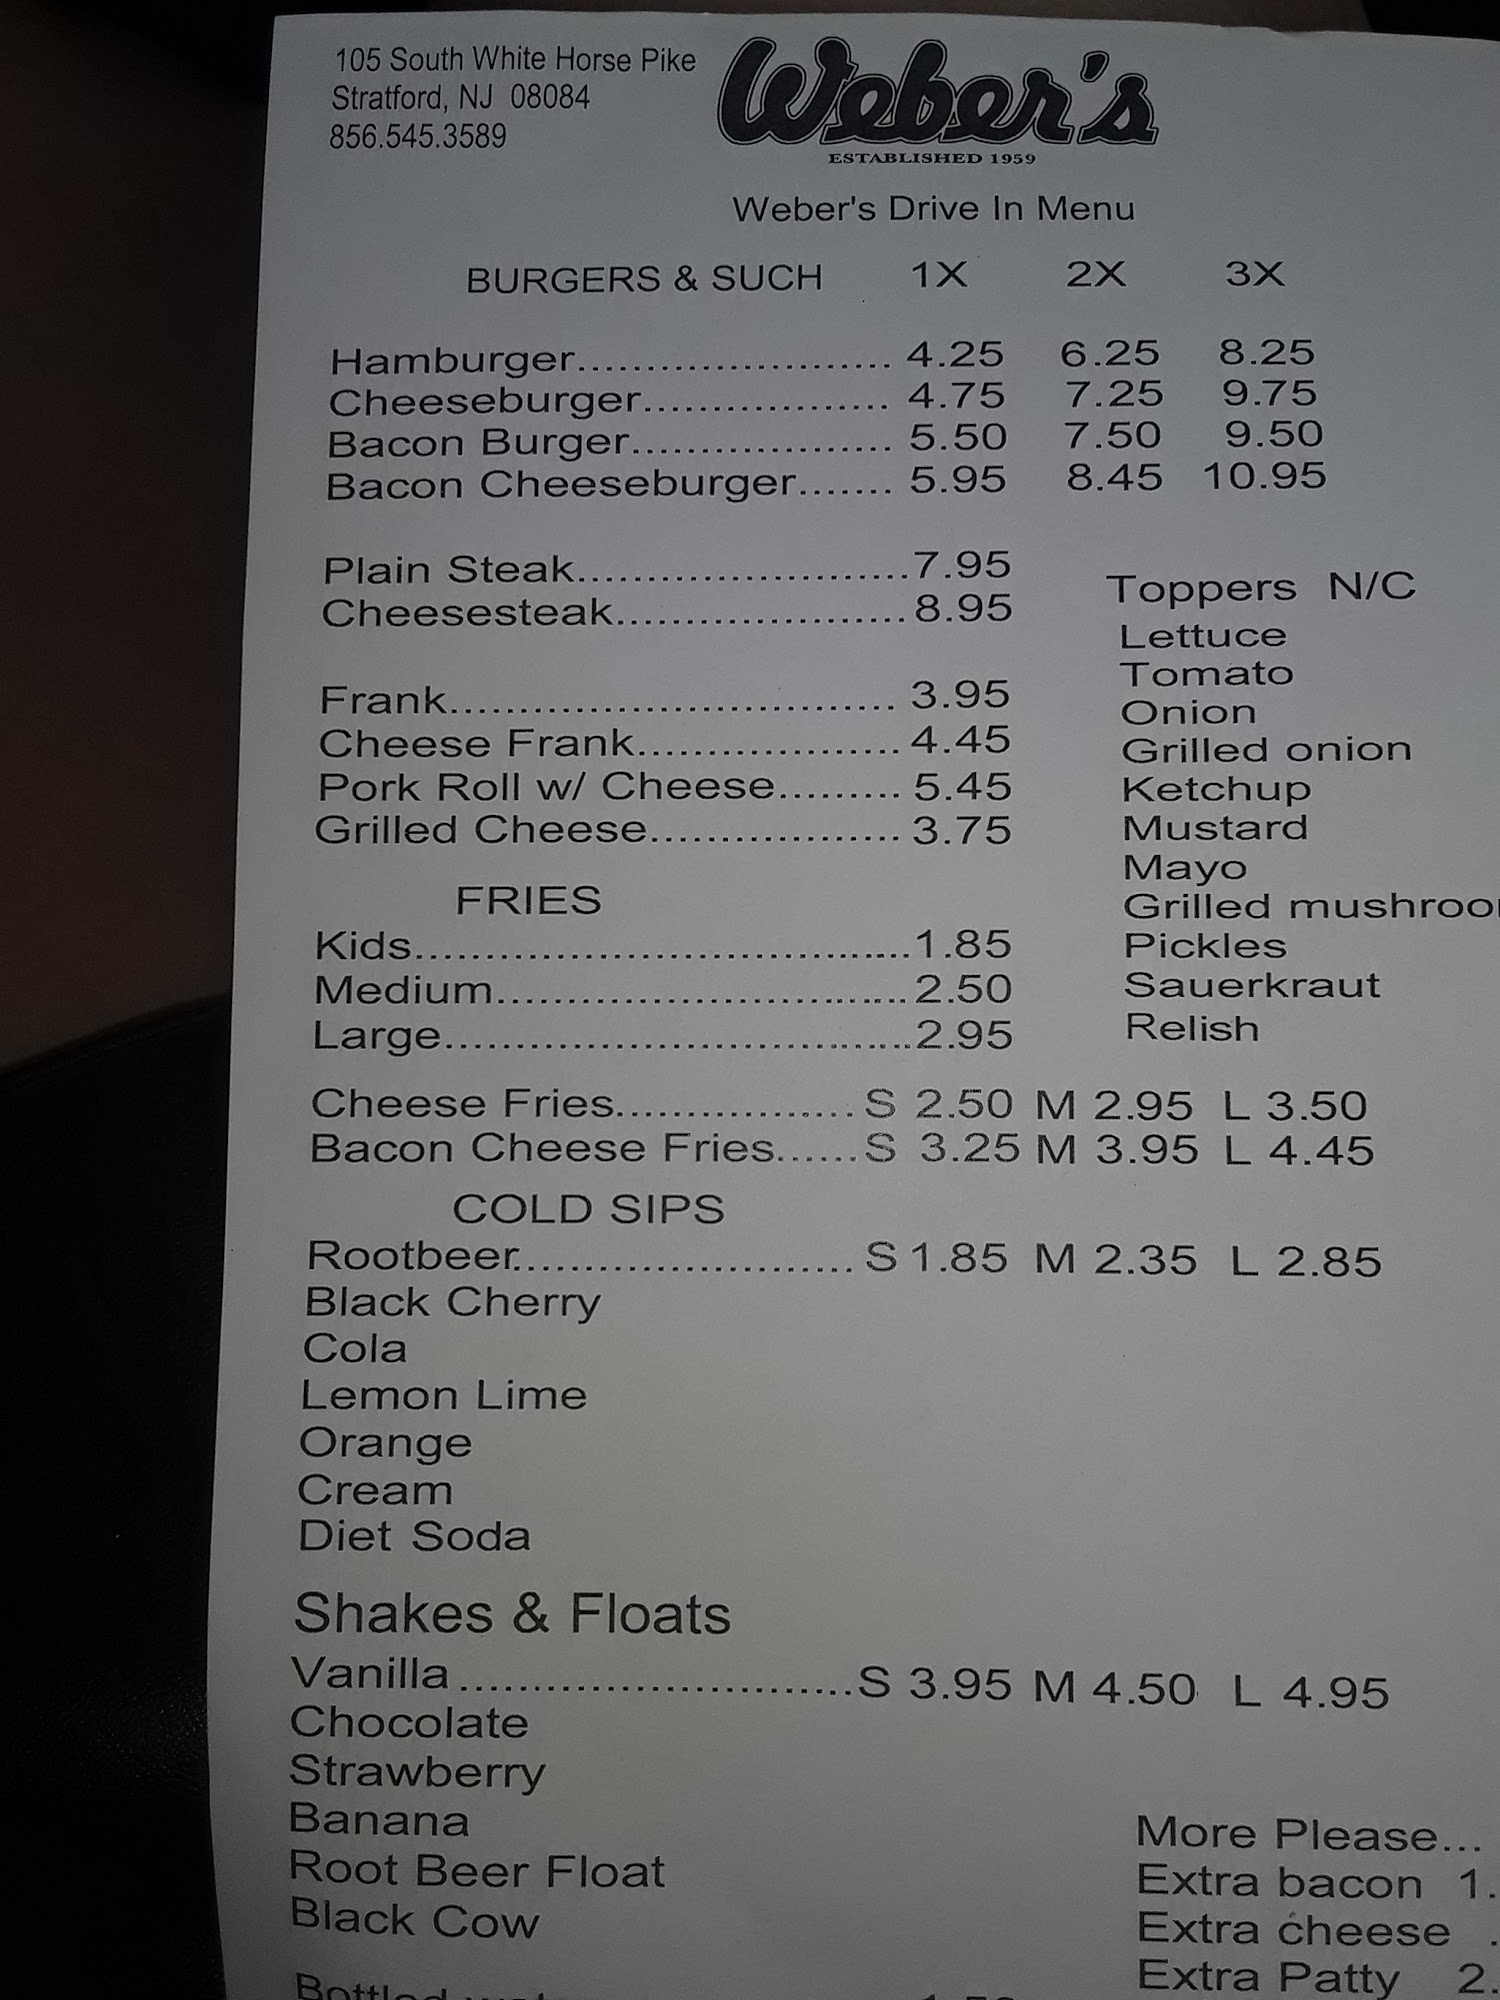 105 South White Horse Pike
Stratford, NJ 08084
856.545.3589
Weber's
ESTABLISHED 1959
Weber's Drive In Menu
BURGERS & SUCH 1X 2X 3X
Hamburger...................... 4.25 6.25 8.25
Cheeseburger.................. 4.75 7.25 9.75
Bacon Burger................... 5.50 7.50 9.50
Bacon Cheeseburger....... 5.95 8.45 10.95
Plain Steak........................7.95
Cheesesteak..................... 8.95
Toppers N/C
Lettuce
Tomato
Onion
Grilled onion
Ketchup
Mustard
Mayo
Pickles
Sauerkraut
Relish
Frank................................ 3.95
Cheese Frank................... 4.45
Pork Roll w/ Cheese......... 5.45
Grilled Cheese.................. 3.75
FRIES
Kids...................................1.85
Medium............................. 2.50
Large.................................2.95
Cheese Fries................. S 2.50 M 2.95 L 3.50
Bacon Cheese Fries......S 3.25 M 3.95 L 4.45
COLD SIPS
Rootbeer........................ S 1.85 M 2.35 L 2.85
Black Cherry
Cola
Lemon Lime
Orange
Cream
Diet Soda
Shakes & Floats
Vanilla ...........................S 3.95 M 4.50 L 4.95
Chocolate
Strawberry
Banana
Root Beer Float
Black Cow
More Please...
Extra bacon 1.
Extra cheese .
Extra Patty 2.